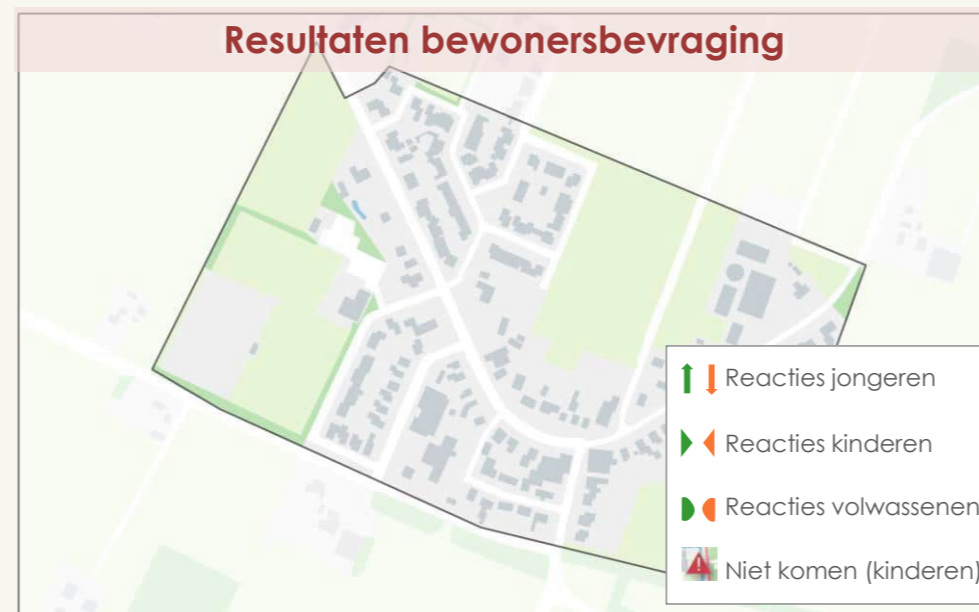 Resultaten bewonersbevraging
Reacties jongeren
Reacties kinderen
Reacties volwassenen
Niet komen (kinderen)